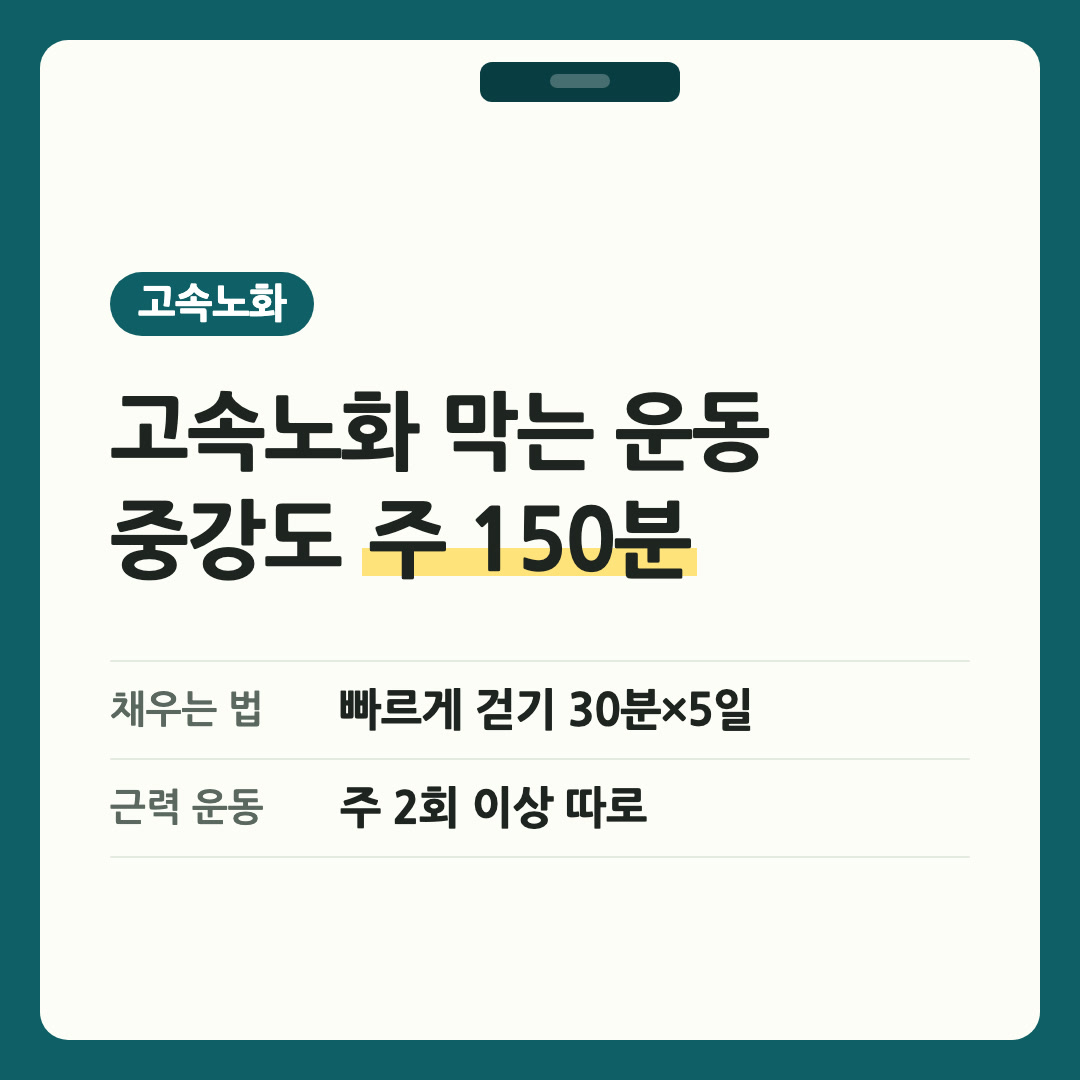 고속노화
고속노화 막는 운동
중강도 주 150분
채우는 법 빠르게 걷기 30분×5일
근력 운동 주 2회 이상 따로